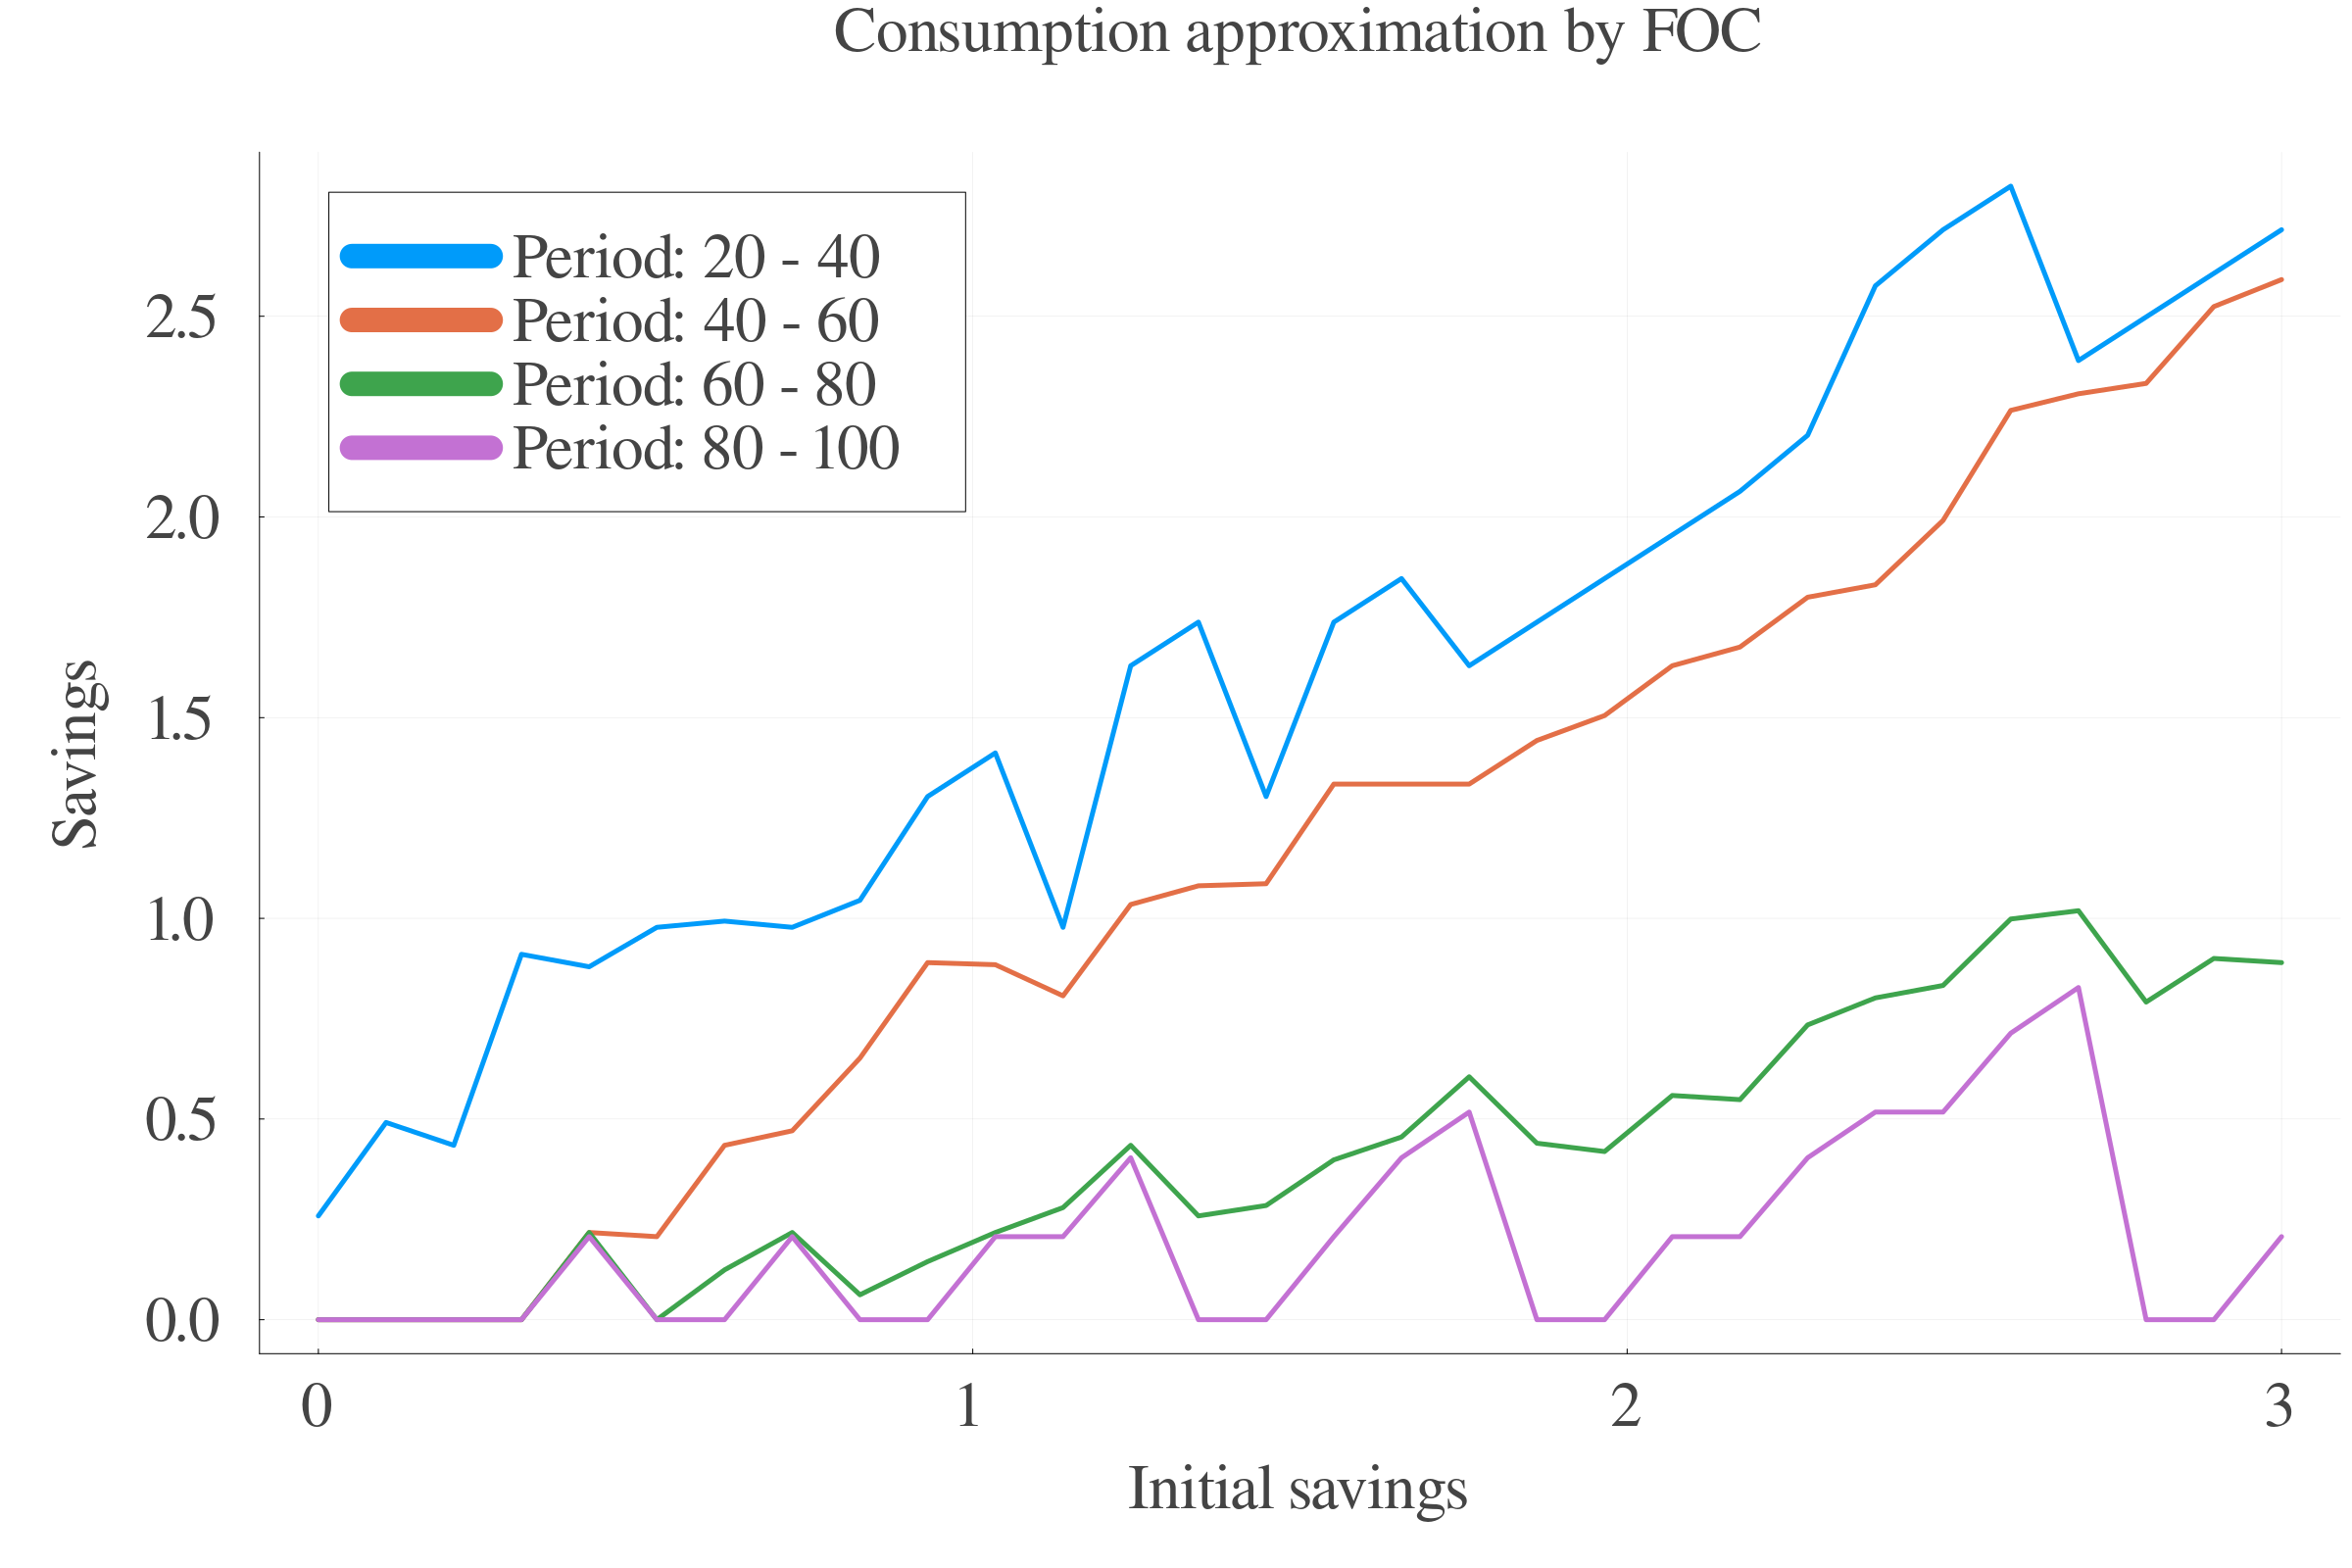 Consumption approximation by FOC
Period: 20 - 40
Period: 40 - 60
Period: 60 - 80
Period: 80 - 100
2.5
2.0
1.5
1.0
0.5
0.0
Savings
0 1 2 3
Initial savings